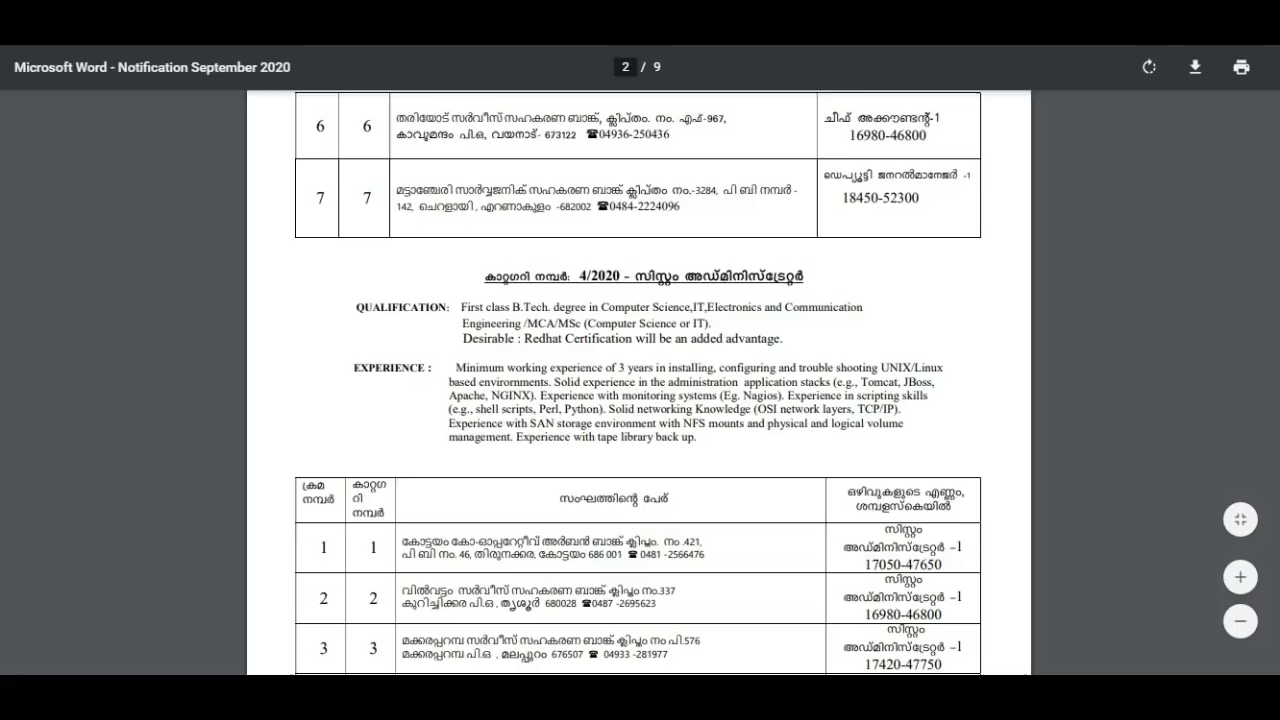 Microsoft Word - Notification September 2020
2 / 9
6 6 തരിയോട് സർവീസ് സഹകരണ ബാങ്ക്, ക്ലിപ്തം. നം. എഫ്-967, ചീഫ് അക്കൗണ്ടന്റ്-1
കാവുമന്ദം പി.ഒ, വയനാട്- 673122 ☎04936-250436 16980-46800
7 7 മട്ടാഞ്ചേരി സാർവ്വജനിക് സഹകരണ ബാങ്ക് ക്ലിപ്തം നം.-3284, പി ബി നമ്പർ - ഡെപ്യൂട്ടി ജനറൽമാനേജർ -1
142, ചെറളായി , എറണാകുളം -682002 ☎0484-2224096 18450-52300
കാറ്റഗറി നമ്പർ: 4/2020 – സിസ്റ്റം അഡ്മിനിസ്ട്രേറ്റർ
QUALIFICATION: First class B.Tech. degree in Computer Science,IT,Electronics and Communication
Engineering /MCA/MSc (Computer Science or IT).
Desirable : Redhat Certification will be an added advantage.
EXPERIENCE : Minimum working experience of 3 years in installing, configuring and trouble shooting UNIX/Linux
based envirornments. Solid experience in the administration application stacks (e.g., Tomcat, JBoss,
Apache, NGINX). Experience with monitoring systems (Eg. Nagios). Experience in scripting skills
(e.g., shell scripts, Perl, Python). Solid networking Knowledge (OSI network layers, TCP/IP).
Experience with SAN storage environment with NFS mounts and physical and logical volume
management. Experience with tape library back up.
ക്രമ നമ്പർ
കാറ്റഗറി നമ്പർ
സംഘത്തിന്റെ പേര്
ഒഴിവുകളുടെ എണ്ണം,
ശമ്പളസ്കെയിൽ
1 1 കോട്ടയം കോ-ഓപ്പറേറ്റീവ് അർബൻ ബാങ്ക് ക്ലിപ്തം. നം .421,
പി ബി നം. 46, തിരുനക്കര, കോട്ടയം 686 001 ☎ 0481 -2566476
സിസ്റ്റം
അഡ്മിനിസ്ട്രേറ്റർ –1
17050-47650
2 2 വിൽവട്ടം സർവീസ് സഹകരണ ബാങ്ക് ക്ലിപ്തം നം.337
കുറിച്ചിക്കര പി.ഒ , തൃശ്ശൂർ 680028 ☎0487 -2695623
സിസ്റ്റം
അഡ്മിനിസ്ട്രേറ്റർ –1
16980-46800
3 3 മക്കരപ്പറമ്പ സർവീസ് സഹകരണ ബാങ്ക് ക്ലിപ്തം നം പി.576
മക്കരപ്പറമ്പ പി.ഒ , മലപ്പുറം 676507 ☎ 04933 -281977
സിസ്റ്റം
അഡ്മിനിസ്ട്രേറ്റർ –1
17420-47750